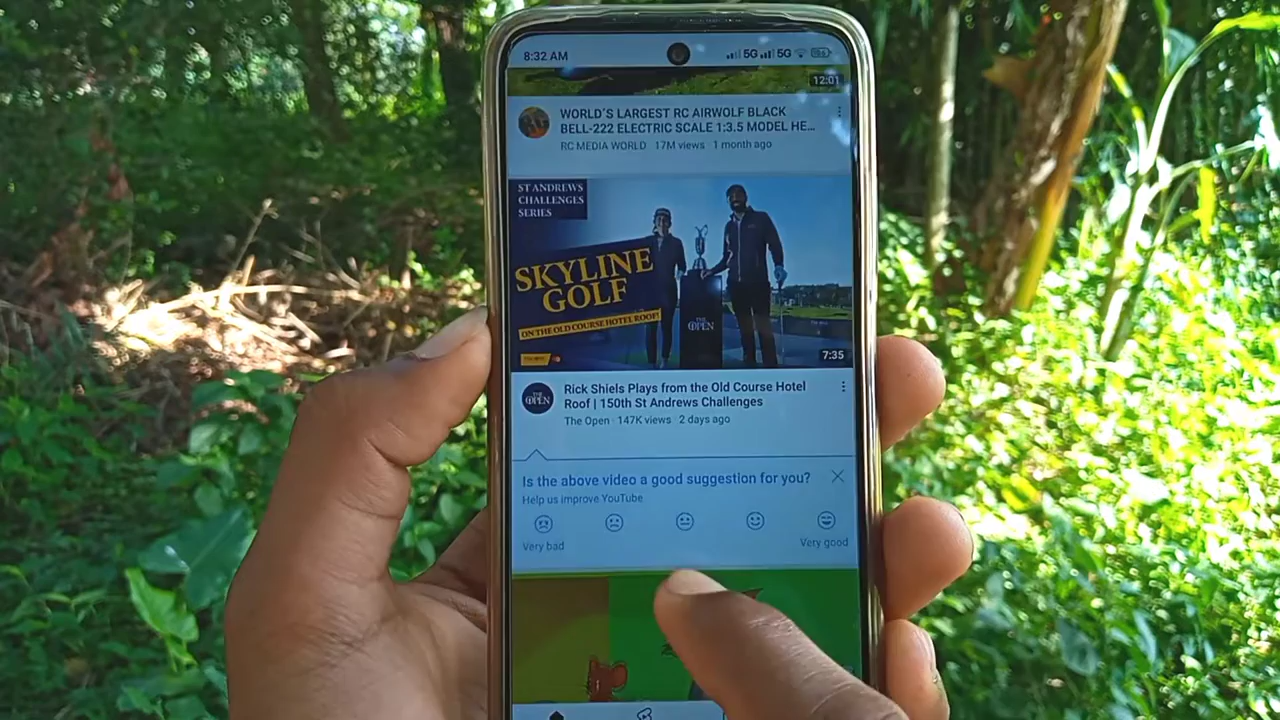 8:32 AM 5G 5G
12:01
WORLD'S LARGEST RC AIRWOLF BLACK
BELL-222 ELECTRIC SCALE 1:3.5 MODEL HE...
RC MEDIA WORLD · 17M views · 1 month ago
ST ANDREWS
CHALLENGES
SERIES
SKYLINE
GOLF
ON THE OLD COURSE HOTEL ROOF!
THE
OPEN
7:35
THE
OPEN
Rick Shiels Plays from the Old Course Hotel
Roof | 150th St Andrews Challenges
The Open · 147K views · 2 days ago
Is the above video a good suggestion for you?
Help us improve YouTube
Very bad
Very good